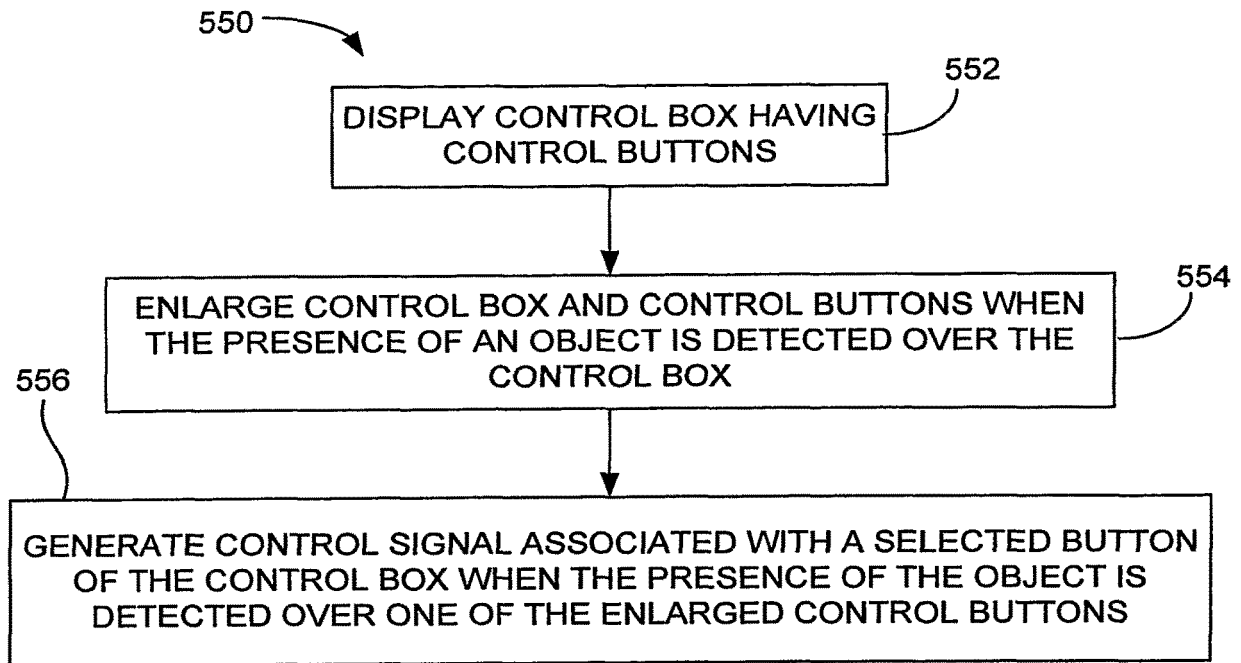 550
552
DISPLAY CONTROL BOX HAVING
CONTROL BUTTONS
554
ENLARGE CONTROL BOX AND CONTROL BUTTONS WHEN
THE PRESENCE OF AN OBJECT IS DETECTED OVER THE
CONTROL BOX
556
GENERATE CONTROL SIGNAL ASSOCIATED WITH A SELECTED BUTTON
OF THE CONTROL BOX WHEN THE PRESENCE OF THE OBJECT IS
DETECTED OVER ONE OF THE ENLARGED CONTROL BUTTONS